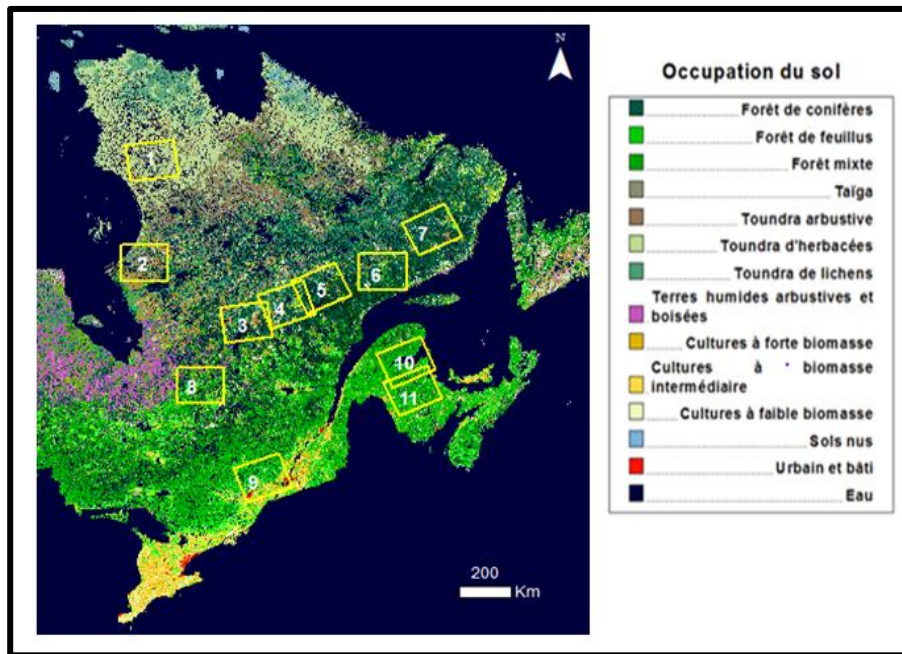 N
1
2
3
4
5
6
7
8
9
10
11
200
Km
Occupation du sol
Forêt de conifères
Forêt de feuillus
Forêt mixte
Taïga
Toundra arbustive
Toundra d'herbacées
Toundra de lichens
Terres humides arbustives et
boisées
Cultures à forte biomasse
Cultures à biomasse
intermédiaire
Cultures à faible biomasse
Sols nus
Urbain et bâti
Eau